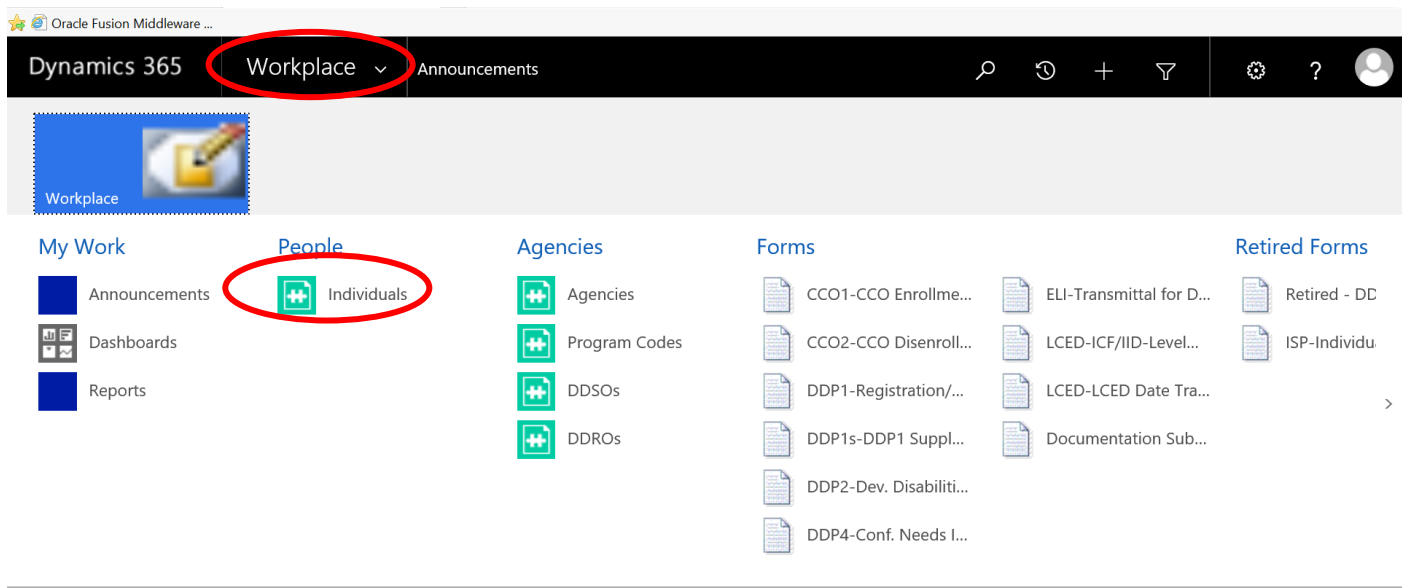 Oracle Fusion Middleware ...
Dynamics 365 Workplace Announcements ?
Workplace
My Work People Agencies Forms Retired Forms
Announcements Individuals Agencies CCO1-CCO Enrollme... ELI-Transmittal for D... Retired - DD
Dashboards Program Codes CCO2-CCO Disenroll... LCED-ICF/IID-Level... ISP-Individu
Reports DDSOs DDP1-Registration/... LCED-LCED Date Tra...
DDROs DDP1s-DDP1 Suppl... Documentation Sub...
DDP2-Dev. Disabiliti...
DDP4-Conf. Needs I...